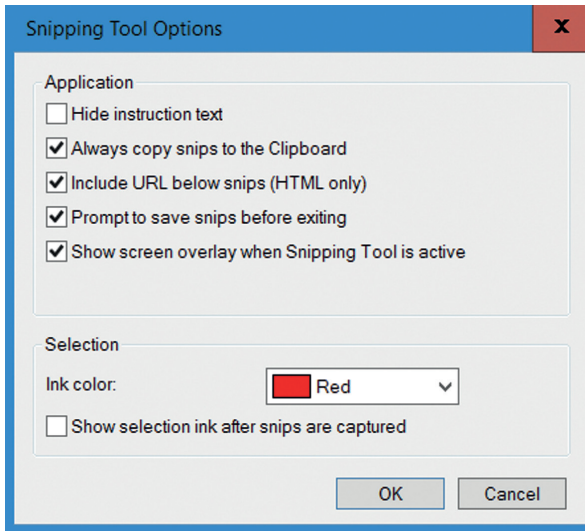 Snipping Tool Options
x
Application
Hide instruction text
Always copy snips to the Clipboard
Include URL below snips (HTML only)
Prompt to save snips before exiting
Show screen overlay when Snipping Tool is active
Selection
Ink color:
Red
Show selection ink after snips are captured
OK
Cancel